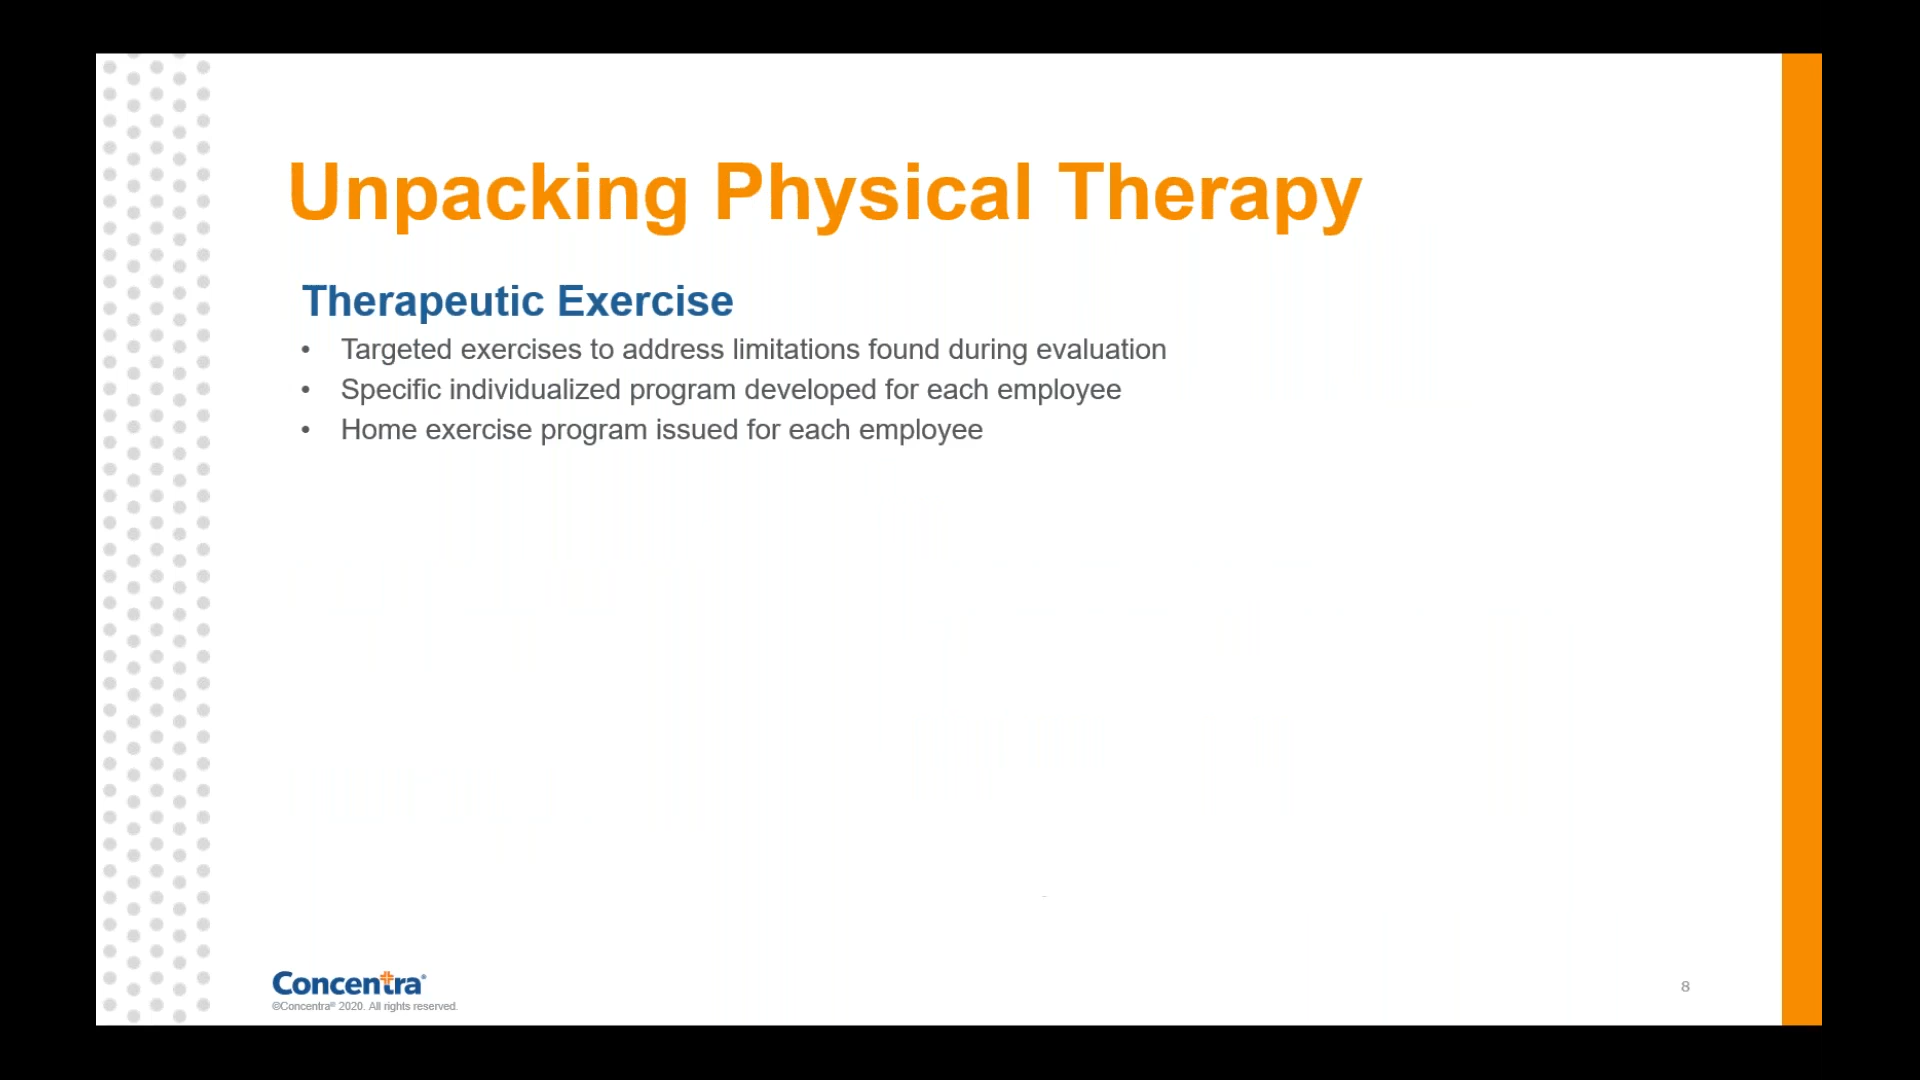 Unpacking Physical Therapy
Therapeutic Exercise
• Targeted exercises to address limitations found during evaluation
• Specific individualized program developed for each employee
• Home exercise program issued for each employee
Concentra®
©Concentra® 2020. All rights reserved.
8